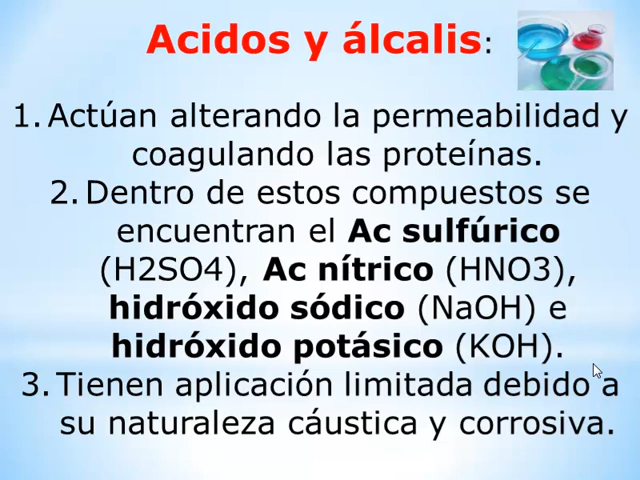 Acidos y álcalis:
1. Actúan alterando la permeabilidad y
coagulando las proteínas.
2. Dentro de estos compuestos se
encuentran el Ac sulfúrico
(H2SO4), Ac nítrico (HNO3),
hidróxido sódico (NaOH) e
hidróxido potásico (KOH).
3. Tienen aplicación limitada debido a
su naturaleza cáustica y corrosiva.